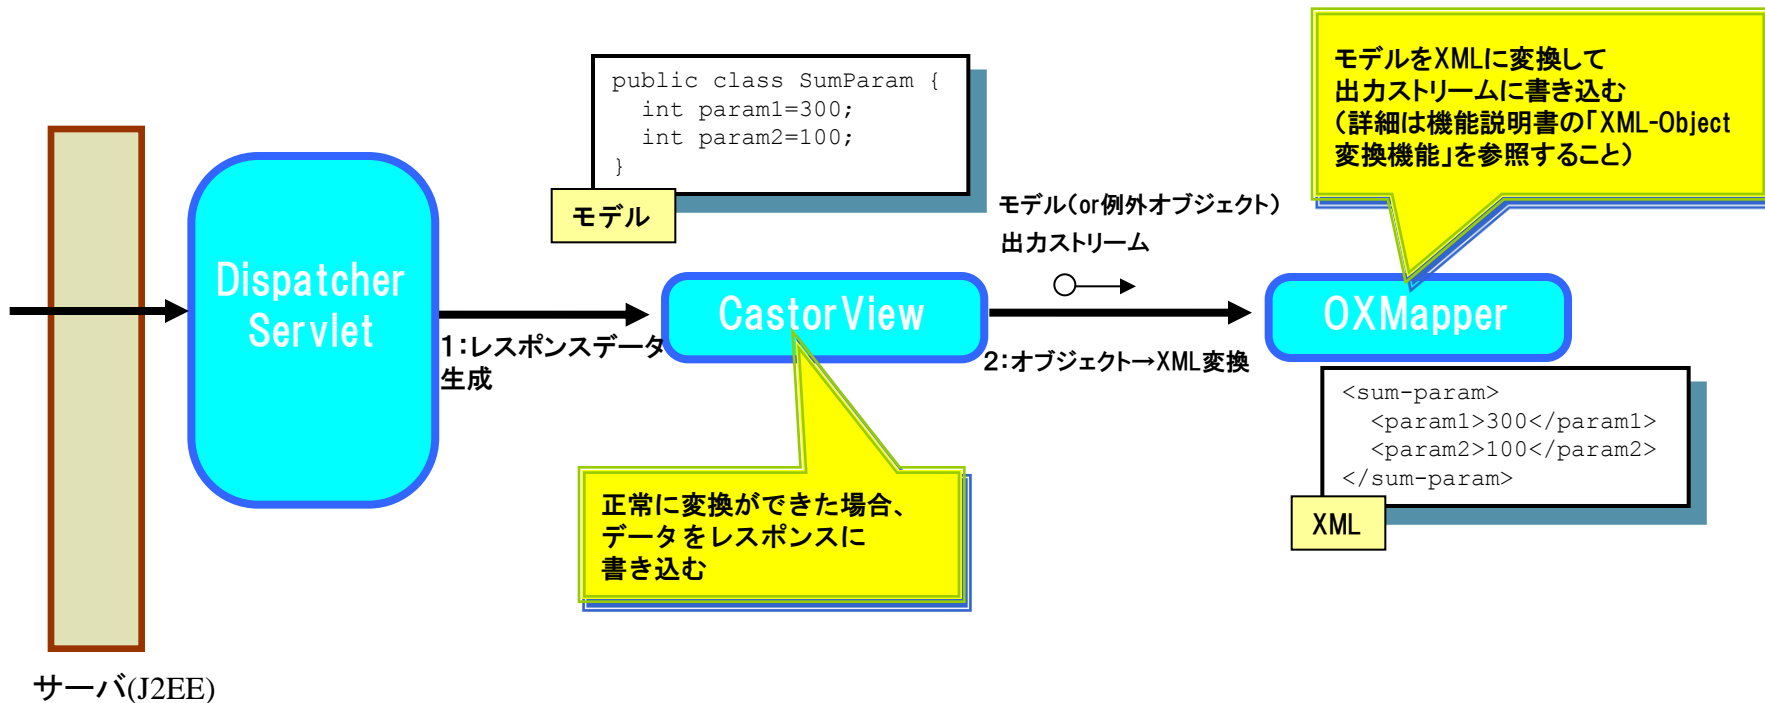 public class SumParam {
int param1=300;
int param2=100;
}
モデル
モデル(or例外オブジェクト)
出力ストリーム
モデルをXMLに変換して
出力ストリームに書き込む
(詳細は機能説明書の「XML-Object
変換機能」を参照すること)
Dispatcher
Servlet
1:レスポンスデータ
生成
CastorView
2:オブジェクト→XML変換
OXMapper
<sum-param>
<param1>300</param1>
<param2>100</param2>
</sum-param>
XML
正常に変換ができた場合、
データをレスポンスに
書き込む
サーバ(J2EE)